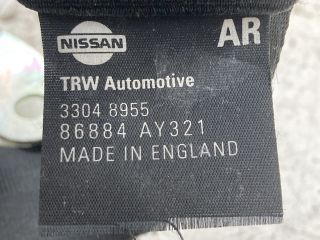 NISSAN
AR
TRW Automotive
3304 8955
86884 AY321
MADE IN ENGLAND